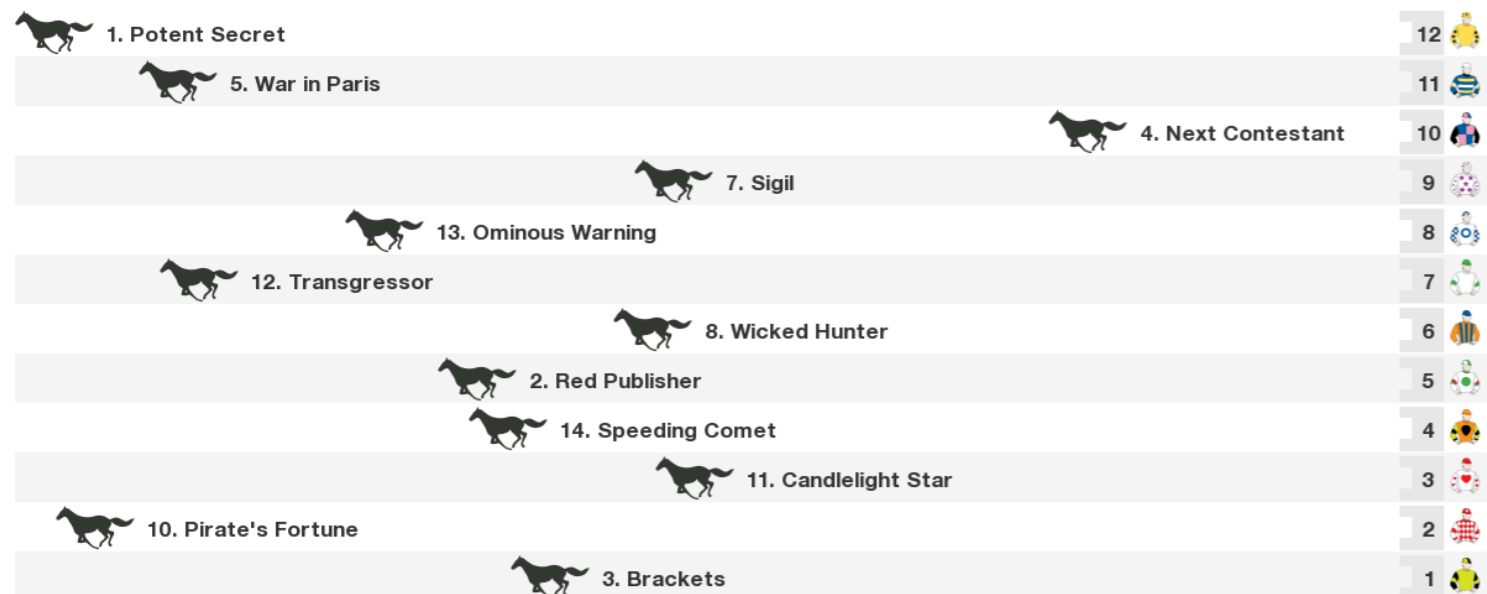 1. Potent Secret 12
5. War in Paris 11
4. Next Contestant 10
7. Sigil 9
13. Ominous Warning 8
12. Transgressor 7
8. Wicked Hunter 6
2. Red Publisher 5
14. Speeding Comet 4
11. Candlelight Star 3
10. Pirate's Fortune 2
3. Brackets 1